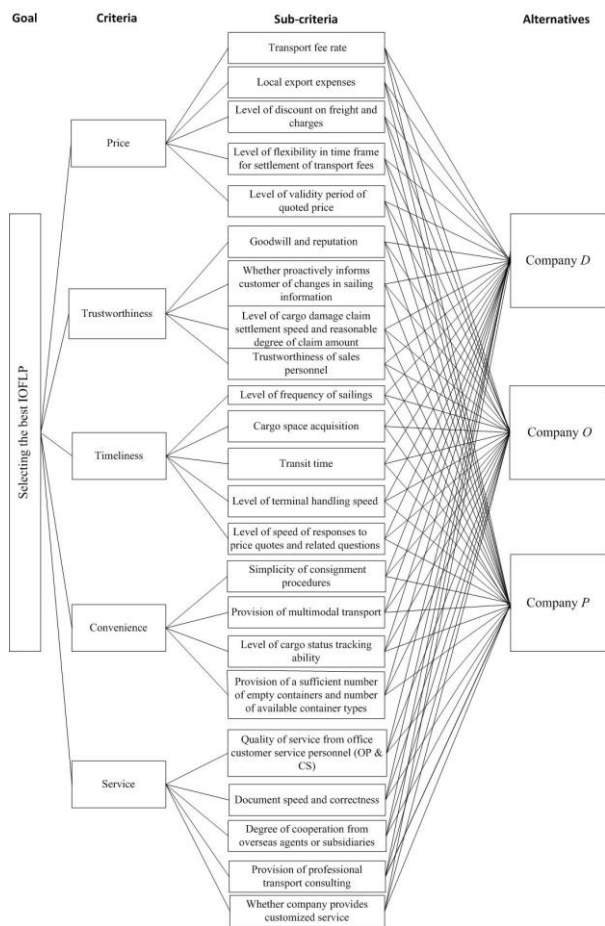 Goal Criteria Sub-criteria Alternatives
Transport fee rate
Local export expenses
Level of discount on freight and
charges
Price
Level of flexibility in time frame
for settlement of transport fees
Level of validity period of
quoted price
Goodwill and reputation
Whether proactively informs
customer of changes in sailing
information
Trustworthiness
Level of cargo damage claim
settlement speed and reasonable
degree of claim amount
Trustworthiness of sales
personnel
Selecting the best IOFLP
Level of frequency of sailings
Cargo space acquisition
Timeliness
Transit time
Level of terminal handling speed
Level of speed of responses to
price quotes and related questions
Simplicity of consignment
procedures
Provision of multimodal transport
Convenience
Level of cargo status tracking
ability
Provision of a sufficient number
of empty containers and number
of available container types
Quality of service from office
customer service personnel (OP &
CS)
Service
Document speed and correctness
Degree of cooperation from
overseas agents or subsidiaries
Provision of professional
transport consulting
Whether company provides
customized service
Company D
Company O
Company P